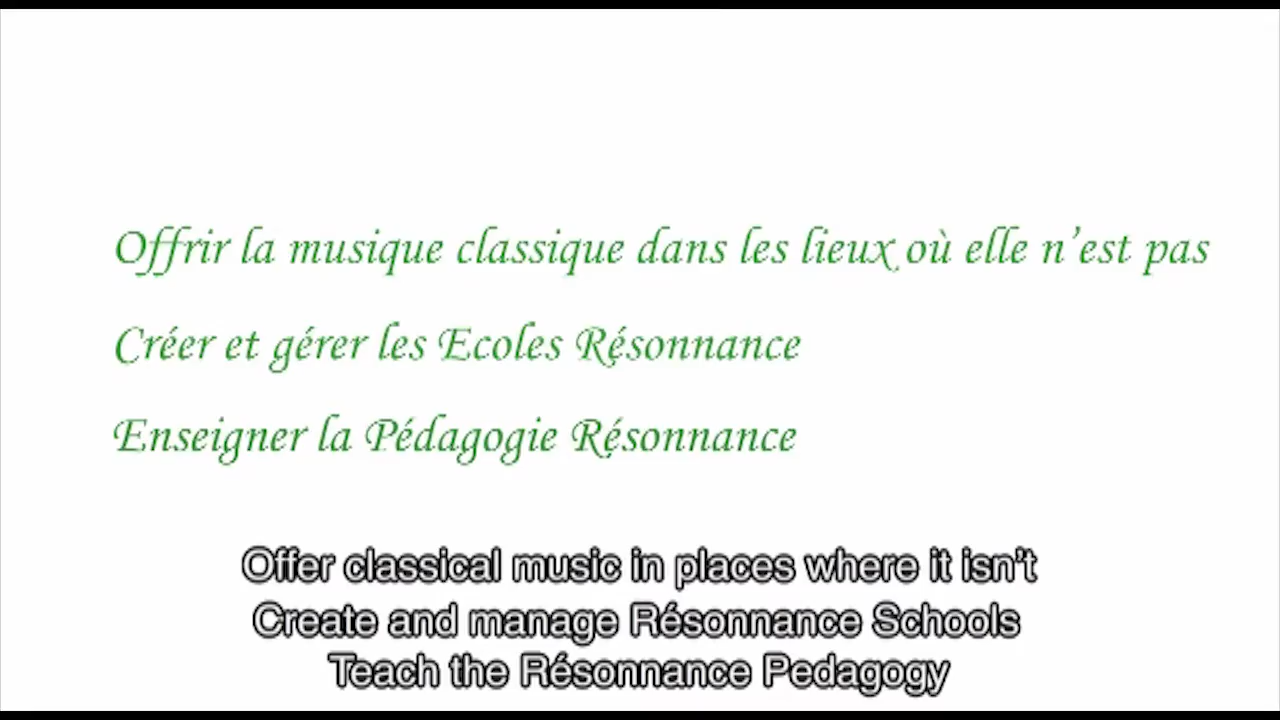 Offrir la musique classique dans les lieux où elle n'est pas
Créer et gérer les Ecoles Résonnance
Enseigner la Pédagogie Résonnance
Offer classical music in places where it isn't
Create and manage Résonnance Schools
Teach the Résonnance Pedagogy